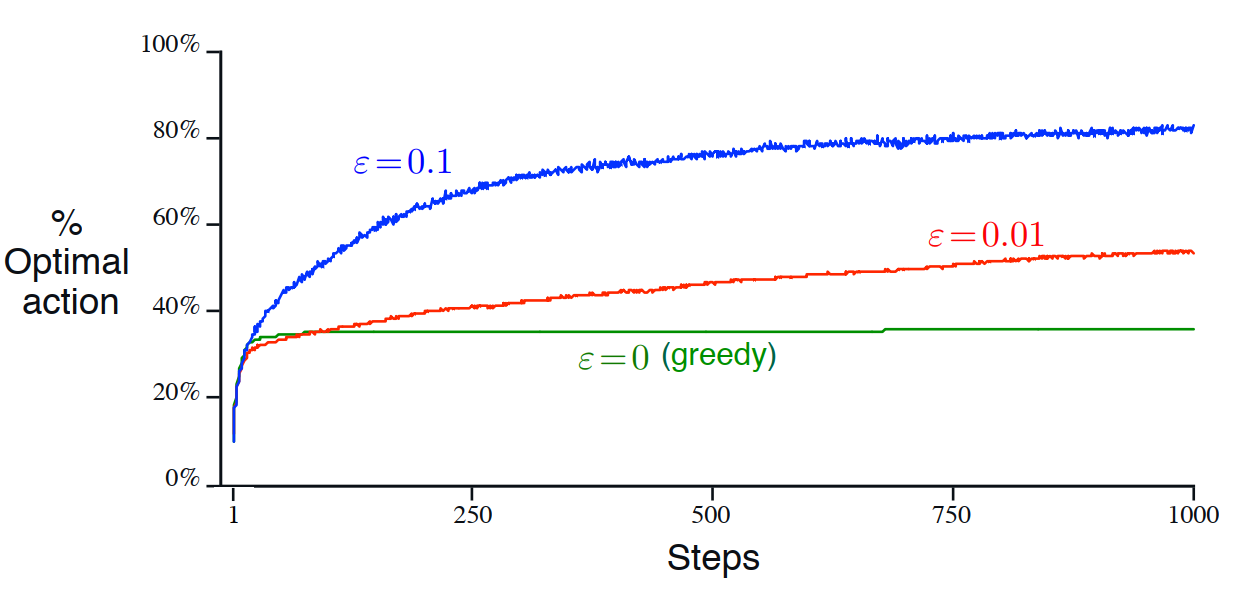 100%
80%
ε = 0.1
%
Optimal
action
60%
ε = 0.01
40%
ε = 0 (greedy)
20%
0%
1 250 500 750 1000
Steps